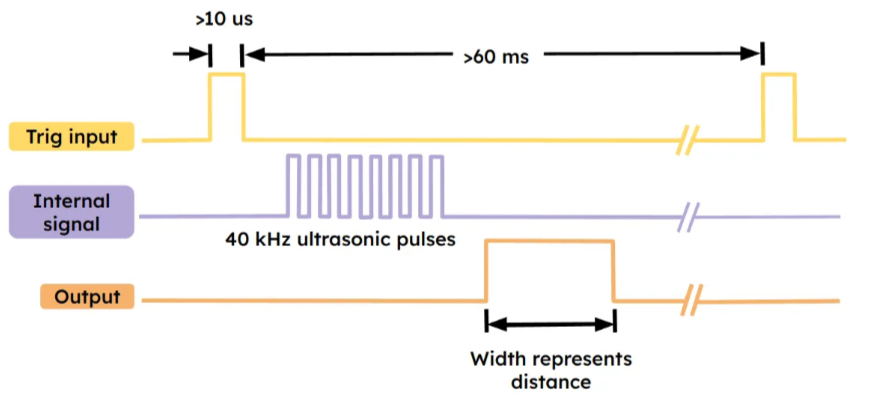 >10 us
>60 ms
Trig input
Internal
signal
40 kHz ultrasonic pulses
Output
Width represents
distance